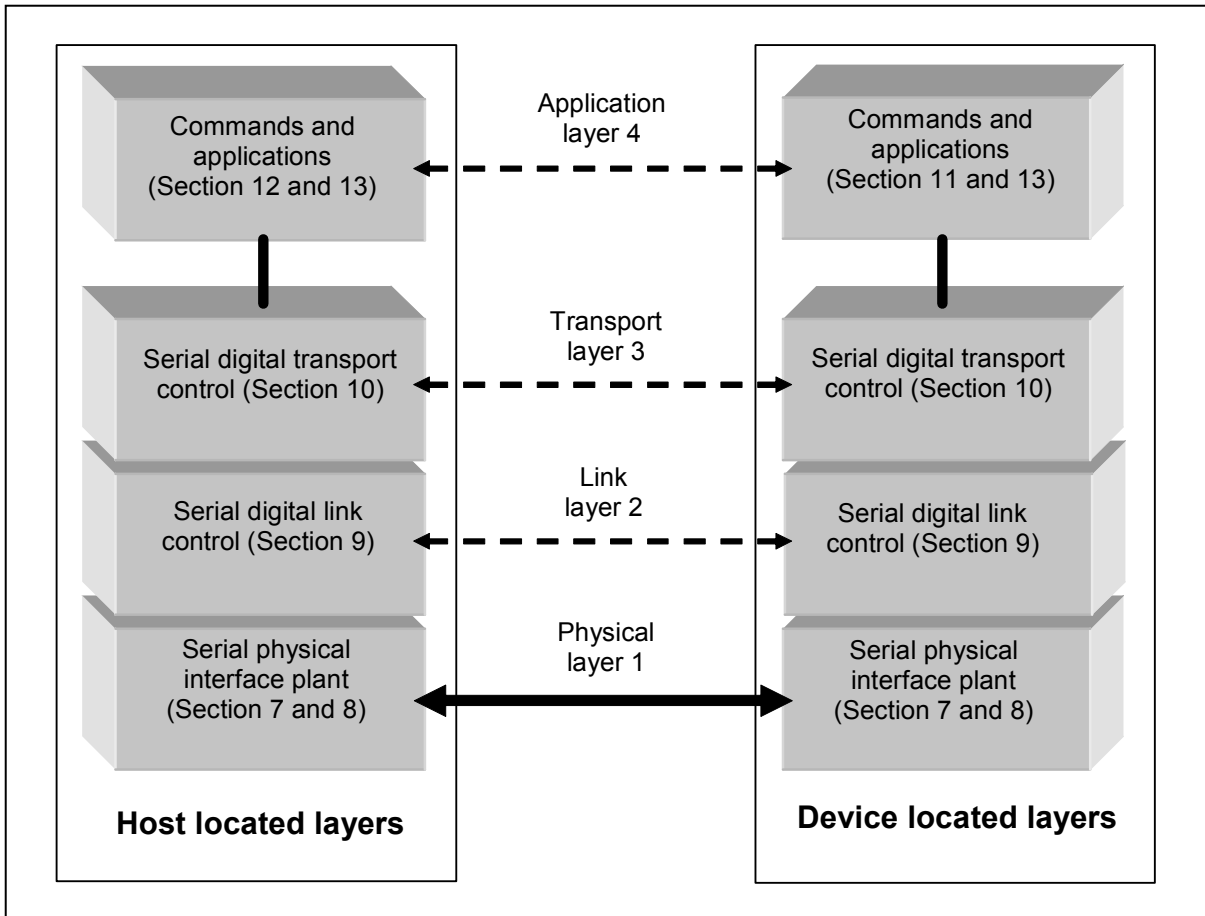 Commands and
applications
(Section 12 and 13)
Application
layer 4
Commands and
applications
(Section 11 and 13)
Serial digital transport
control (Section 10)
Transport
layer 3
Serial digital transport
control (Section 10)
Serial digital link
control (Section 9)
Link
layer 2
Serial digital link
control (Section 9)
Serial physical
interface plant
(Section 7 and 8)
Physical
layer 1
Serial physical
interface plant
(Section 7 and 8)
Host located layers
Device located layers